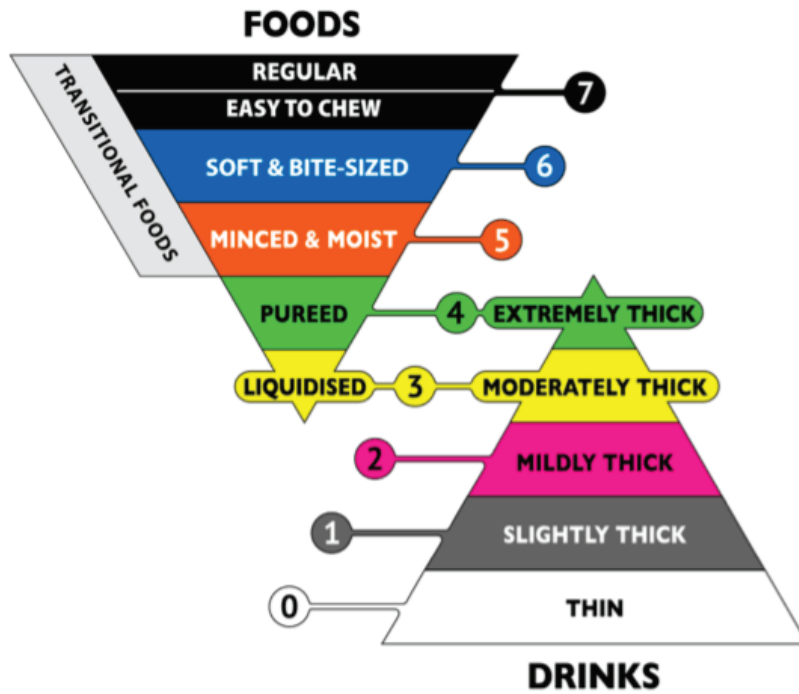 FOODS
TRANSITIONAL FOODS
REGULAR
7
EASY TO CHEW
SOFT & BITE-SIZED
6
MINCED & MOIST
5
PUREED
4
EXTREMELY THICK
LIQUIDISED
3
MODERATELY THICK
2
MILDLY THICK
1
SLIGHTLY THICK
0
THIN
DRINKS